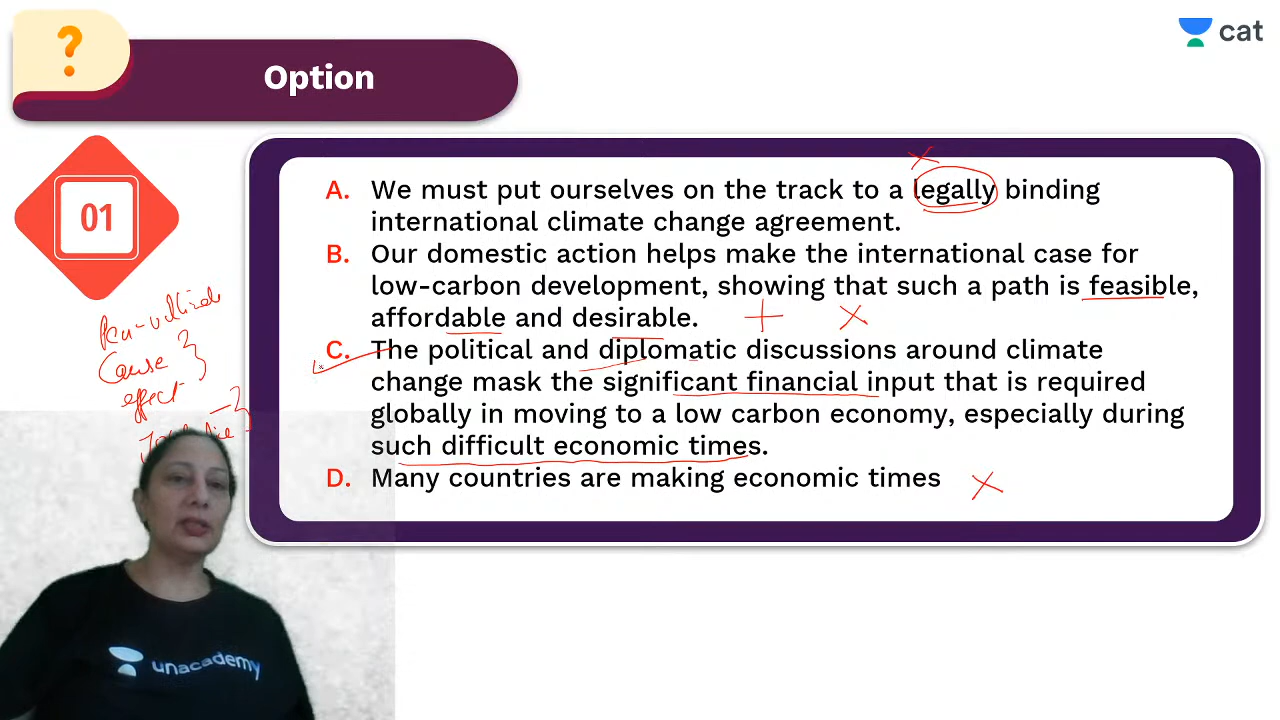 ?
Option
cat
01
A. We must put ourselves on the track to a legally binding
international climate change agreement.
B. Our domestic action helps make the international case for
low-carbon development, showing that such a path is feasible,
affordable and desirable.
C. The political and diplomatic discussions around climate
change mask the significant financial input that is required
globally in moving to a low carbon economy, especially during
such difficult economic times.
D. Many countries are making economic times
Cause
effect
unacademy